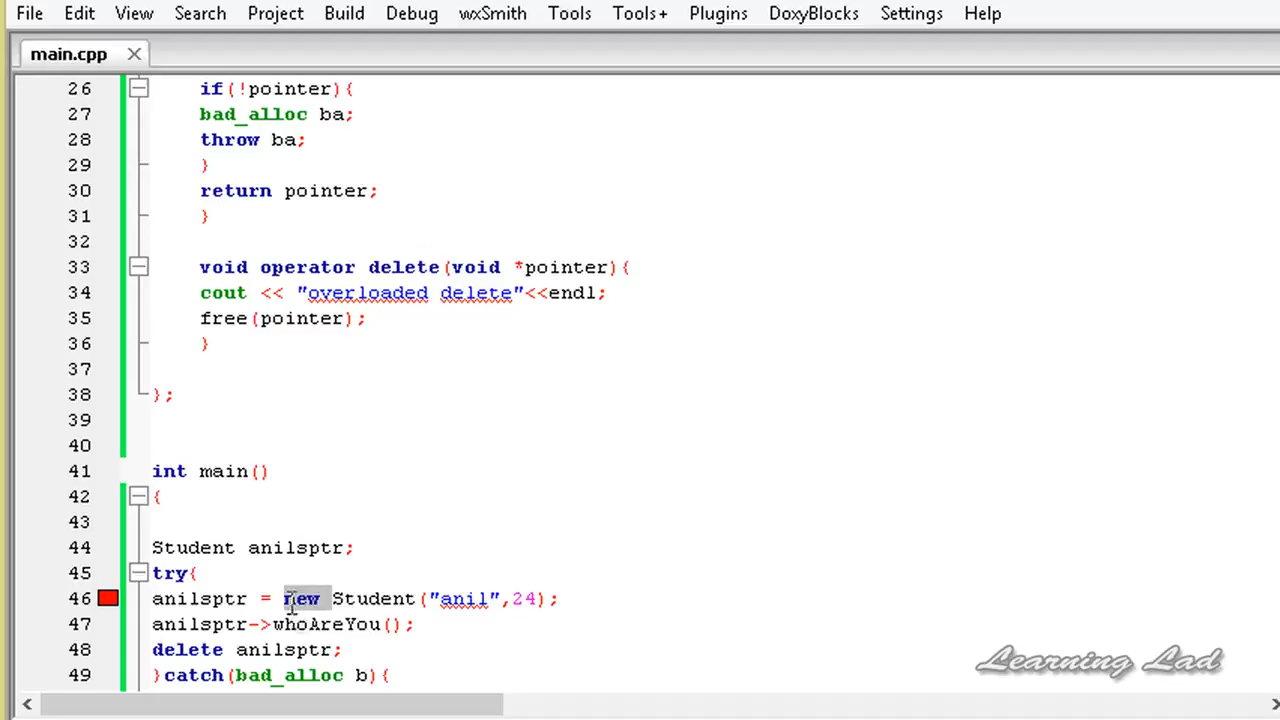 File Edit View Search Project Build Debug wxSmith Tools Tools+ Plugins DoxyBlocks Settings Help
main.cpp
26 if(!pointer){
27 bad_alloc ba;
28 throw ba;
29 }
30 return pointer;
31 }
32
33 void operator delete(void *pointer){
34 cout << "overloaded delete"<<endl;
35 free(pointer);
36 }
37
38 };
39
40
41 int main()
42 {
43
44 Student anilsptr;
45 try{
46 anilsptr = new Student("anil",24);
47 anilsptr->whoAreYou();
48 delete anilsptr;
49 }catch(bad_alloc b){
Learning Lad